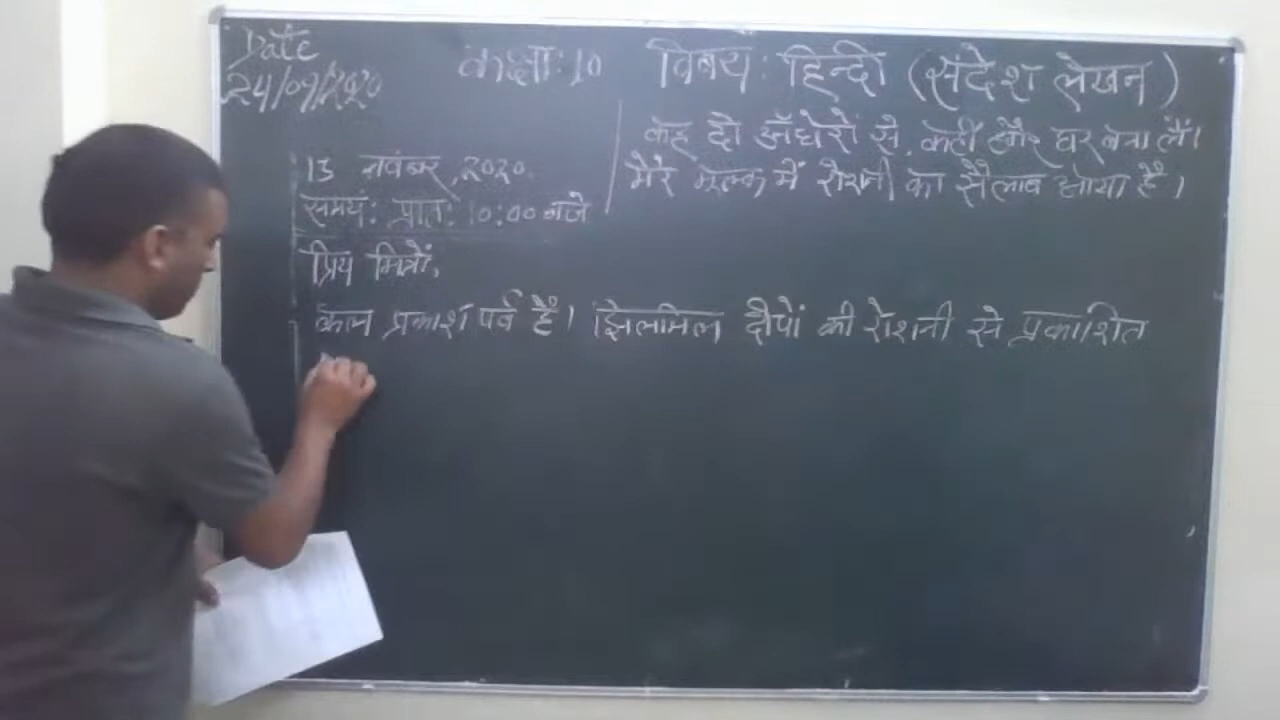 Date
24/09/2020
कक्षा: 10 विषय: हिन्दी (संदेश लेखन)
कह दो अँधेरों से, कहीं और घर बना लें।
मेरे मुल्क में रोशनी का सैलाब आया है।
13 नवंबर, २०२०
समय: प्रात: 10:00 बजे
प्रिय मित्रों,
कल प्रकाश पर्व है। झिलमिल दीपों की रोशनी से प्रकाशित